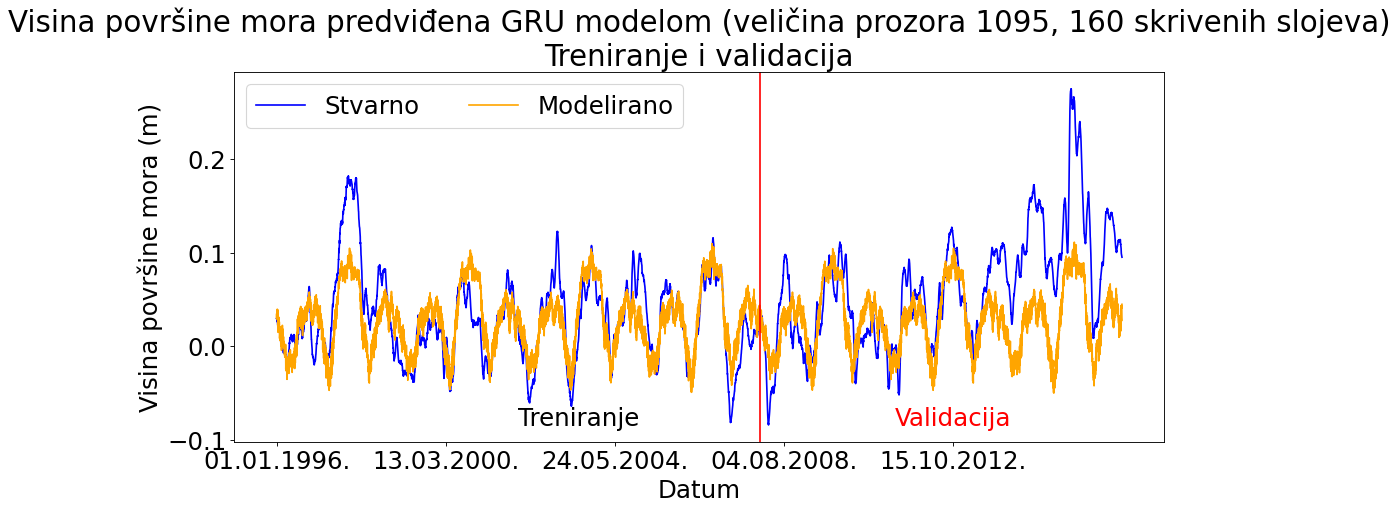 Visina površine mora predviđena GRU modelom (veličina prozora 1095, 160 skrivenih slojeva)
Treniranje i validacija
Stvarno
Modelirano
Visina površine mora (m)
0.2
0.1
0.0
−0.1
Treniranje
Validacija
01.01.1996.
13.03.2000.
24.05.2004.
04.08.2008.
15.10.2012.
Datum